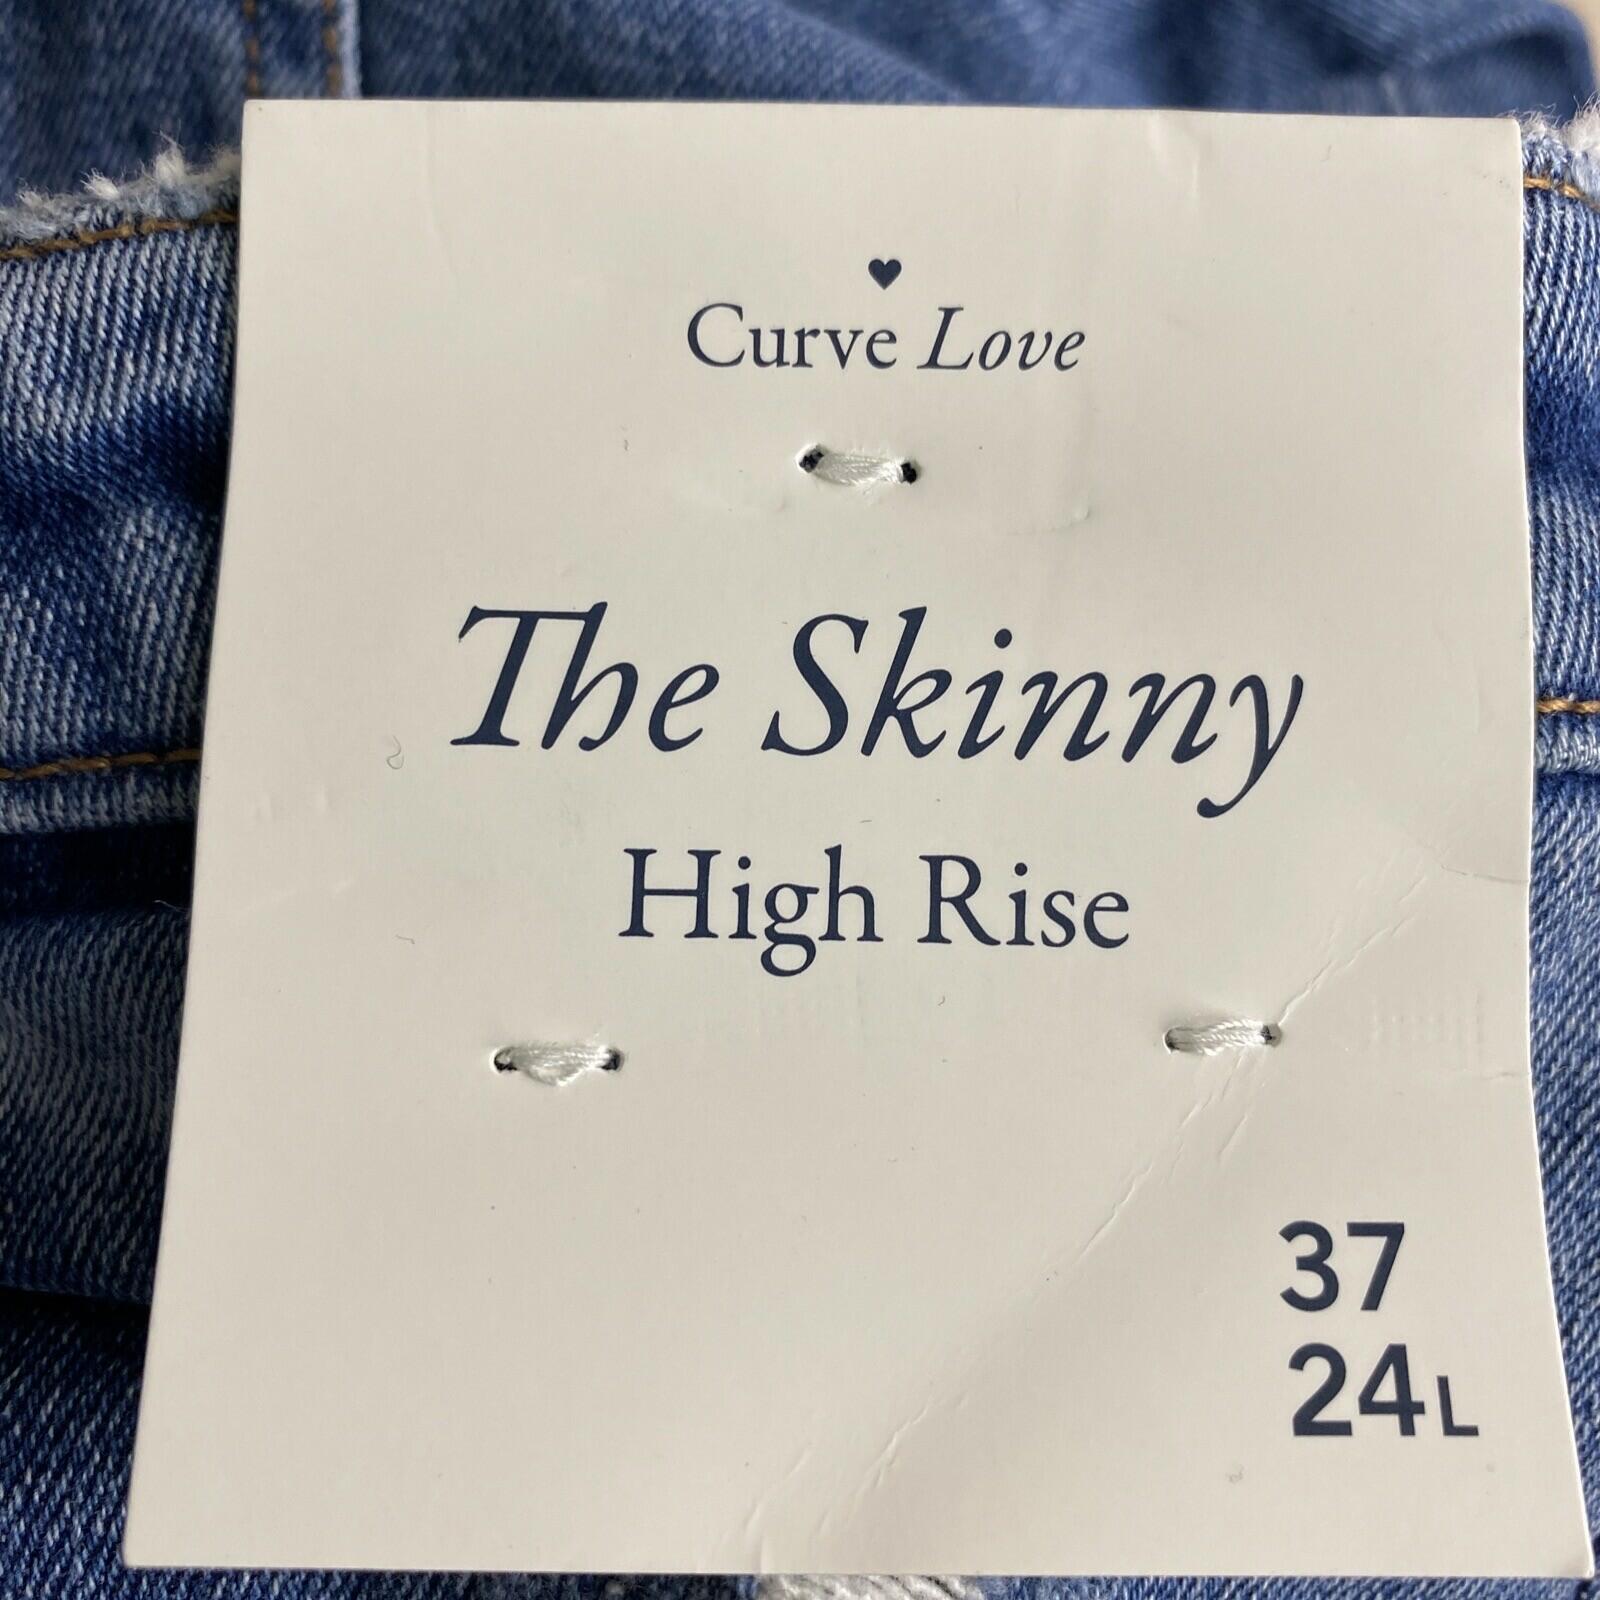 Curve Love
The Skinny
High Rise
37
24L